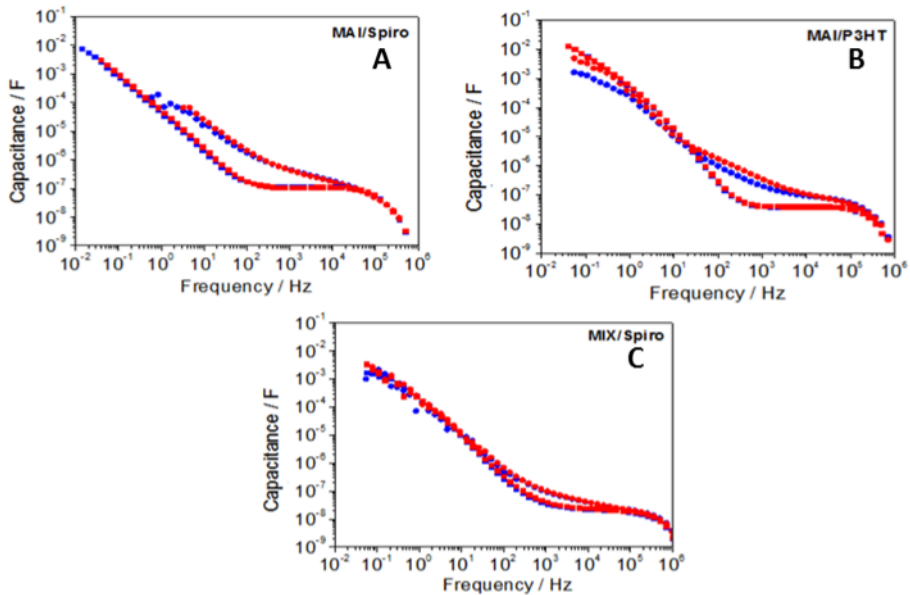 MAI/Spiro
A
Capacitance / F
10⁻¹
10⁻²
10⁻³
10⁻⁴
10⁻⁵
10⁻⁶
10⁻⁷
10⁻⁸
10⁻⁹
10⁻² 10⁻¹ 10⁰ 10¹ 10² 10³ 10⁴ 10⁵ 10⁶
Frequency / Hz
MAI/P3HT
B
Capacitance / F
10⁻¹
10⁻²
10⁻³
10⁻⁴
10⁻⁵
10⁻⁶
10⁻⁷
10⁻⁸
10⁻⁹
10⁻² 10⁻¹ 10⁰ 10¹ 10² 10³ 10⁴ 10⁵ 10⁶
Frequency / Hz
MIX/Spiro
C
Capacitance / F
10⁻¹
10⁻²
10⁻³
10⁻⁴
10⁻⁵
10⁻⁶
10⁻⁷
10⁻⁸
10⁻⁹
10⁻² 10⁻¹ 10⁰ 10¹ 10² 10³ 10⁴ 10⁵ 10⁶
Frequency / Hz